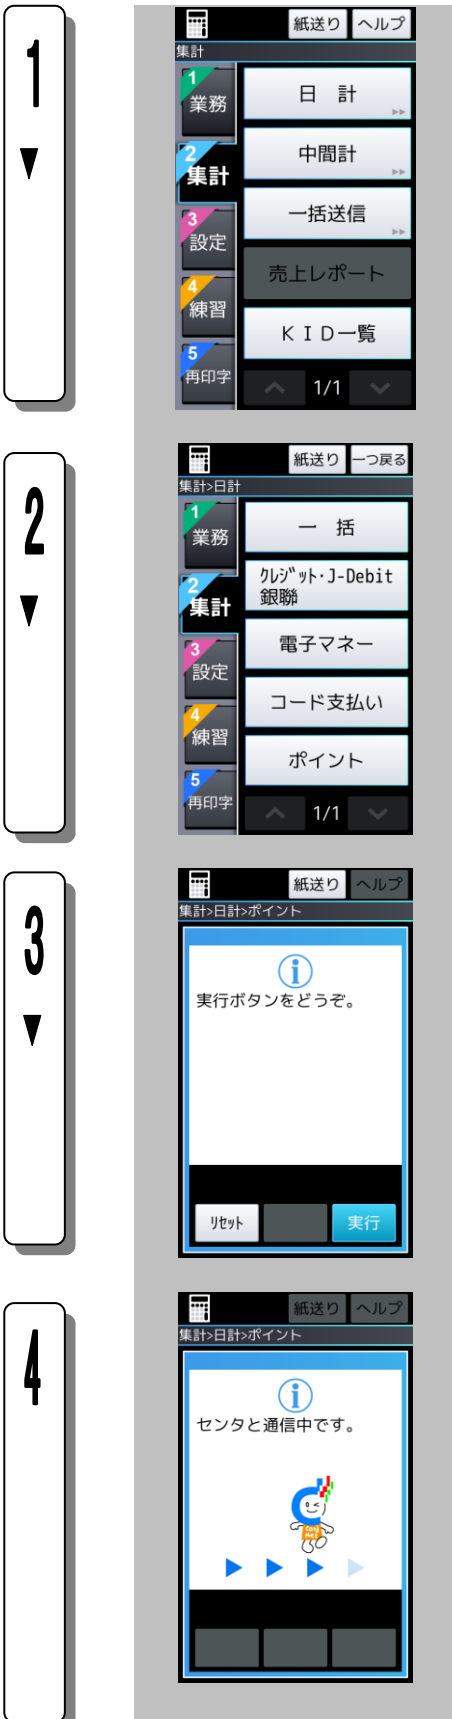 1
紙送り ヘルプ
集計
1
業務
日 計
2
集計
中間計
一括送信
3
設定
売上レポート
4
練習
KID一覧
5
再印字
1/1
2
紙送り 一つ戻る
集計>日計
1
業務
一 括
クレジット・J-Debit
銀聯
2
集計
電子マネー
3
設定
コード支払い
4
練習
ポイント
5
再印字
1/1
3
紙送り ヘルプ
集計>日計>ポイント
実行ボタンをどうぞ。
リセット 実行
4
紙送り ヘルプ
集計>日計>ポイント
センタと通信中です。